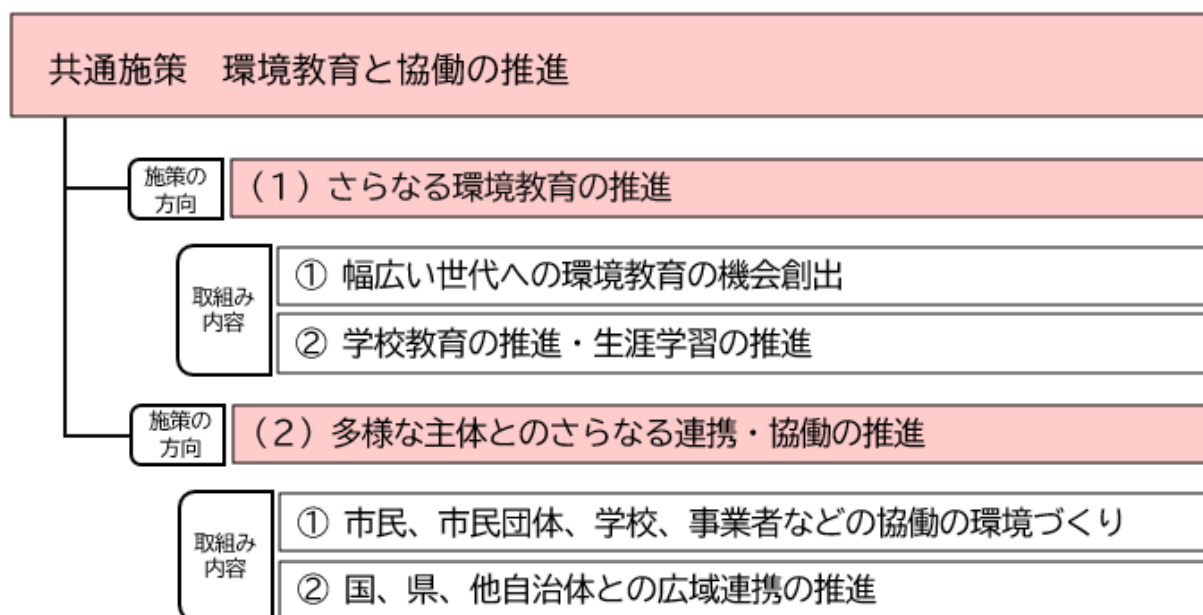 共通施策　環境教育と協働の推進
施策の
方向
（１）さらなる環境教育の推進
取組み
内容
① 幅広い世代への環境教育の機会創出
② 学校教育の推進・生涯学習の推進
施策の
方向
（２）多様な主体とのさらなる連携・協働の推進
取組み
内容
① 市民、市民団体、学校、事業者などの協働の環境づくり
② 国、県、他自治体との広域連携の推進